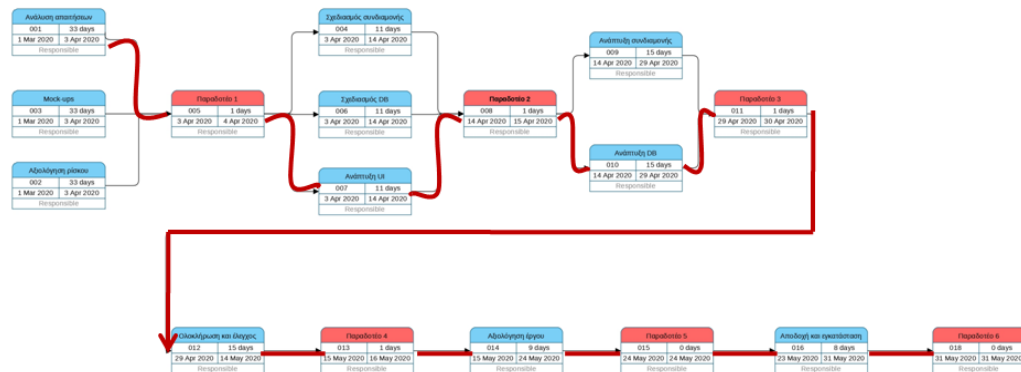 Ανάλυση απαιτήσεων
001 33 days
1 Mar 2020 3 Apr 2020
Responsible
Mock-ups
003 33 days
1 Mar 2020 3 Apr 2020
Responsible
Αξιολόγηση ρίσκου
002 33 days
1 Mar 2020 3 Apr 2020
Responsible
Παραδοτέο 1
005 1 days
3 Apr 2020 4 Apr 2020
Responsible
Σχεδιασμός συνδιαμονής
004 11 days
3 Apr 2020 14 Apr 2020
Responsible
Σχεδιασμός DB
006 11 days
3 Apr 2020 14 Apr 2020
Responsible
Ανάπτυξη UI
007 11 days
3 Apr 2020 14 Apr 2020
Responsible
Παραδοτέο 2
008 1 days
14 Apr 2020 15 Apr 2020
Responsible
Ανάπτυξη συνδιαμονής
009 15 days
14 Apr 2020 29 Apr 2020
Responsible
Ανάπτυξη DB
010 15 days
14 Apr 2020 29 Apr 2020
Responsible
Παραδοτέο 3
011 1 days
29 Apr 2020 30 Apr 2020
Responsible
Ολοκλήρωση και έλεγχος
012 15 days
29 Apr 2020 14 May 2020
Responsible
Παραδοτέο 4
013 1 days
15 May 2020 16 May 2020
Responsible
Αξιολόγηση έργου
014 9 days
15 May 2020 24 May 2020
Responsible
Παραδοτέο 5
015 0 days
24 May 2020 24 May 2020
Responsible
Αποδοχή και εγκατάσταση
016 8 days
23 May 2020 31 May 2020
Responsible
Παραδοτέο 6
018 0 days
31 May 2020 31 May 2020
Responsible